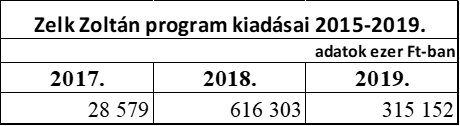 Zelk Zoltán program kiadásai 2015-2019.
adatok ezer Ft-ban
2017. 2018. 2019.
28 579 616 303 315 152